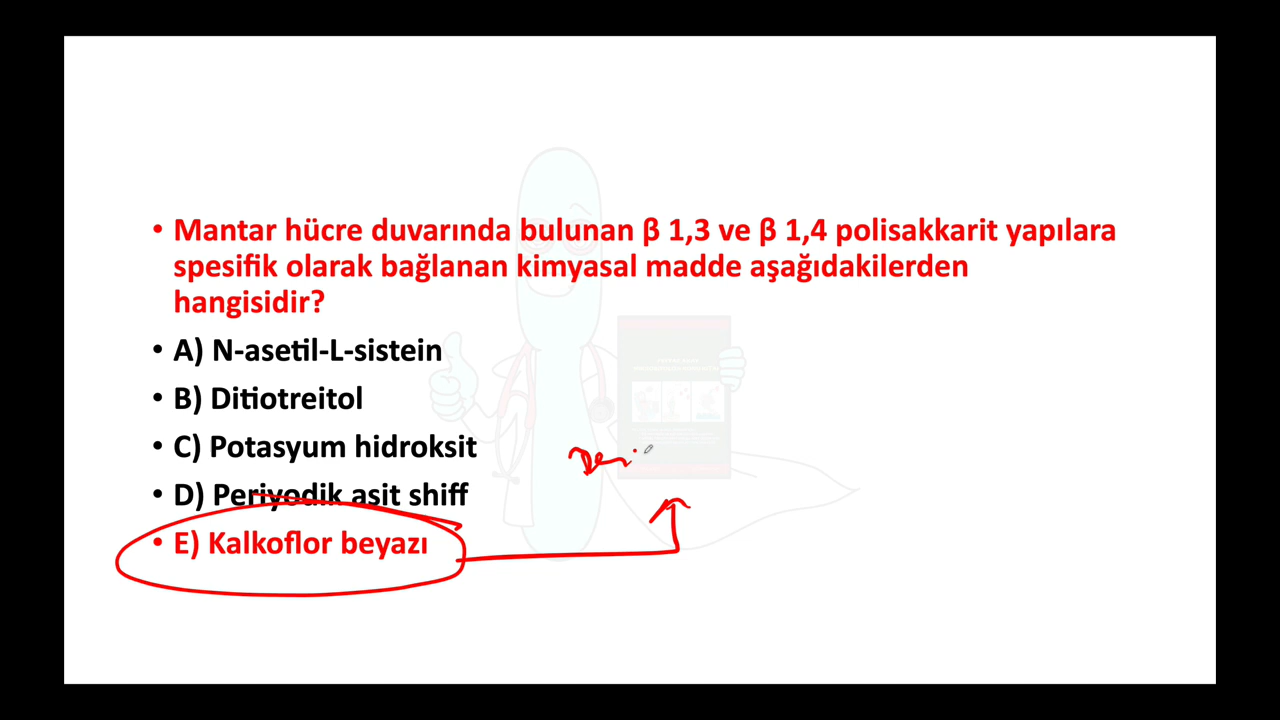 • Mantar hücre duvarında bulunan β 1,3 ve β 1,4 polisakkarit yapılara
spesifik olarak bağlanan kimyasal madde aşağıdakilerden
hangisidir?
• A) N-asetil-L-sistein
• B) Ditiotreitol
• C) Potasyum hidroksit
• D) Periyodik asit shiff
• E) Kalkoflor beyazı